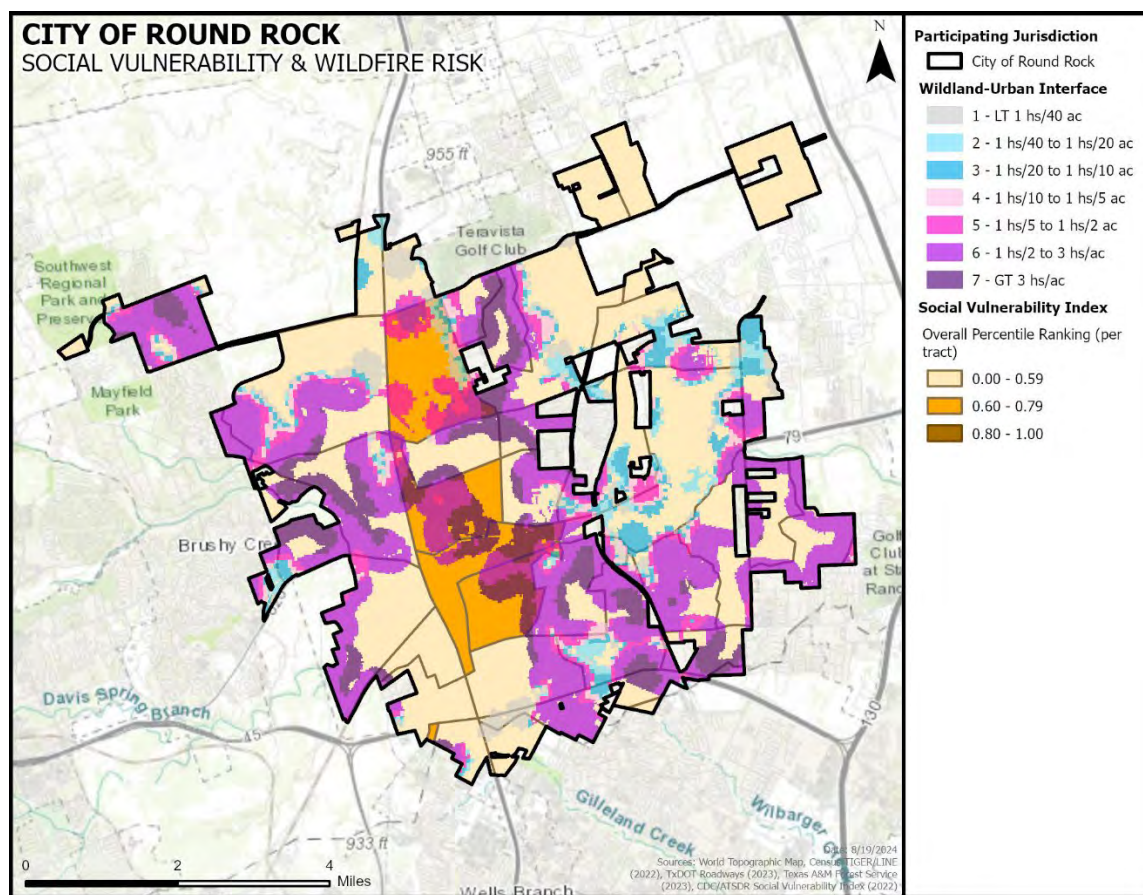 CITY OF ROUND ROCK
SOCIAL VULNERABILITY & WILDFIRE RISK
N
955 ft
Teravista
Golf Club
Southwest
Regional
Park and
Preserve
Mayfield
Park
79
Brushy Cre
Golf
Club
at Sta
Ranc
Davis Spring
Branch
45
130
Gilleland Creek
Wilbarger
933 ft
Wells Branch
0 2 4
Miles
Date: 8/19/2024
Sources: World Topographic Map, Census TIGER/LINE
(2022), TxDOT Roadways (2023), Texas A&M Forest Service
(2023), CDC/ATSDR Social Vulnerability Index (2022)
Participating Jurisdiction
City of Round Rock
Wildland-Urban Interface
1 - LT 1 hs/40 ac
2 - 1 hs/40 to 1 hs/20 ac
3 - 1 hs/20 to 1 hs/10 ac
4 - 1 hs/10 to 1 hs/5 ac
5 - 1 hs/5 to 1 hs/2 ac
6 - 1 hs/2 to 3 hs/ac
7 - GT 3 hs/ac
Social Vulnerability Index
Overall Percentile Ranking (per
tract)
0.00 - 0.59
0.60 - 0.79
0.80 - 1.00